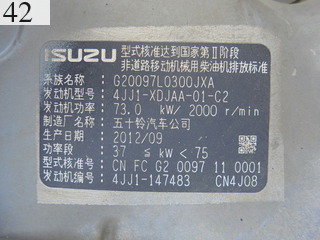 42
ISUZU 型式核准达到国家第Ⅱ阶段
非道路移动机械用柴油机排放标准
系族名称: G20097L0300JXA
发动机型号: 4JJ1-XDJAA-01-C2
发动机功率: 73.0 kW/ 2000 r/min
制造厂名称: 五十铃汽车公司
生产日期: 2012/09
功率段: 37 ≤ kW < 75
型式核准号: CN FC G2 0097 11 0001
发动机编号: 4JJ1-147483 CN4J08